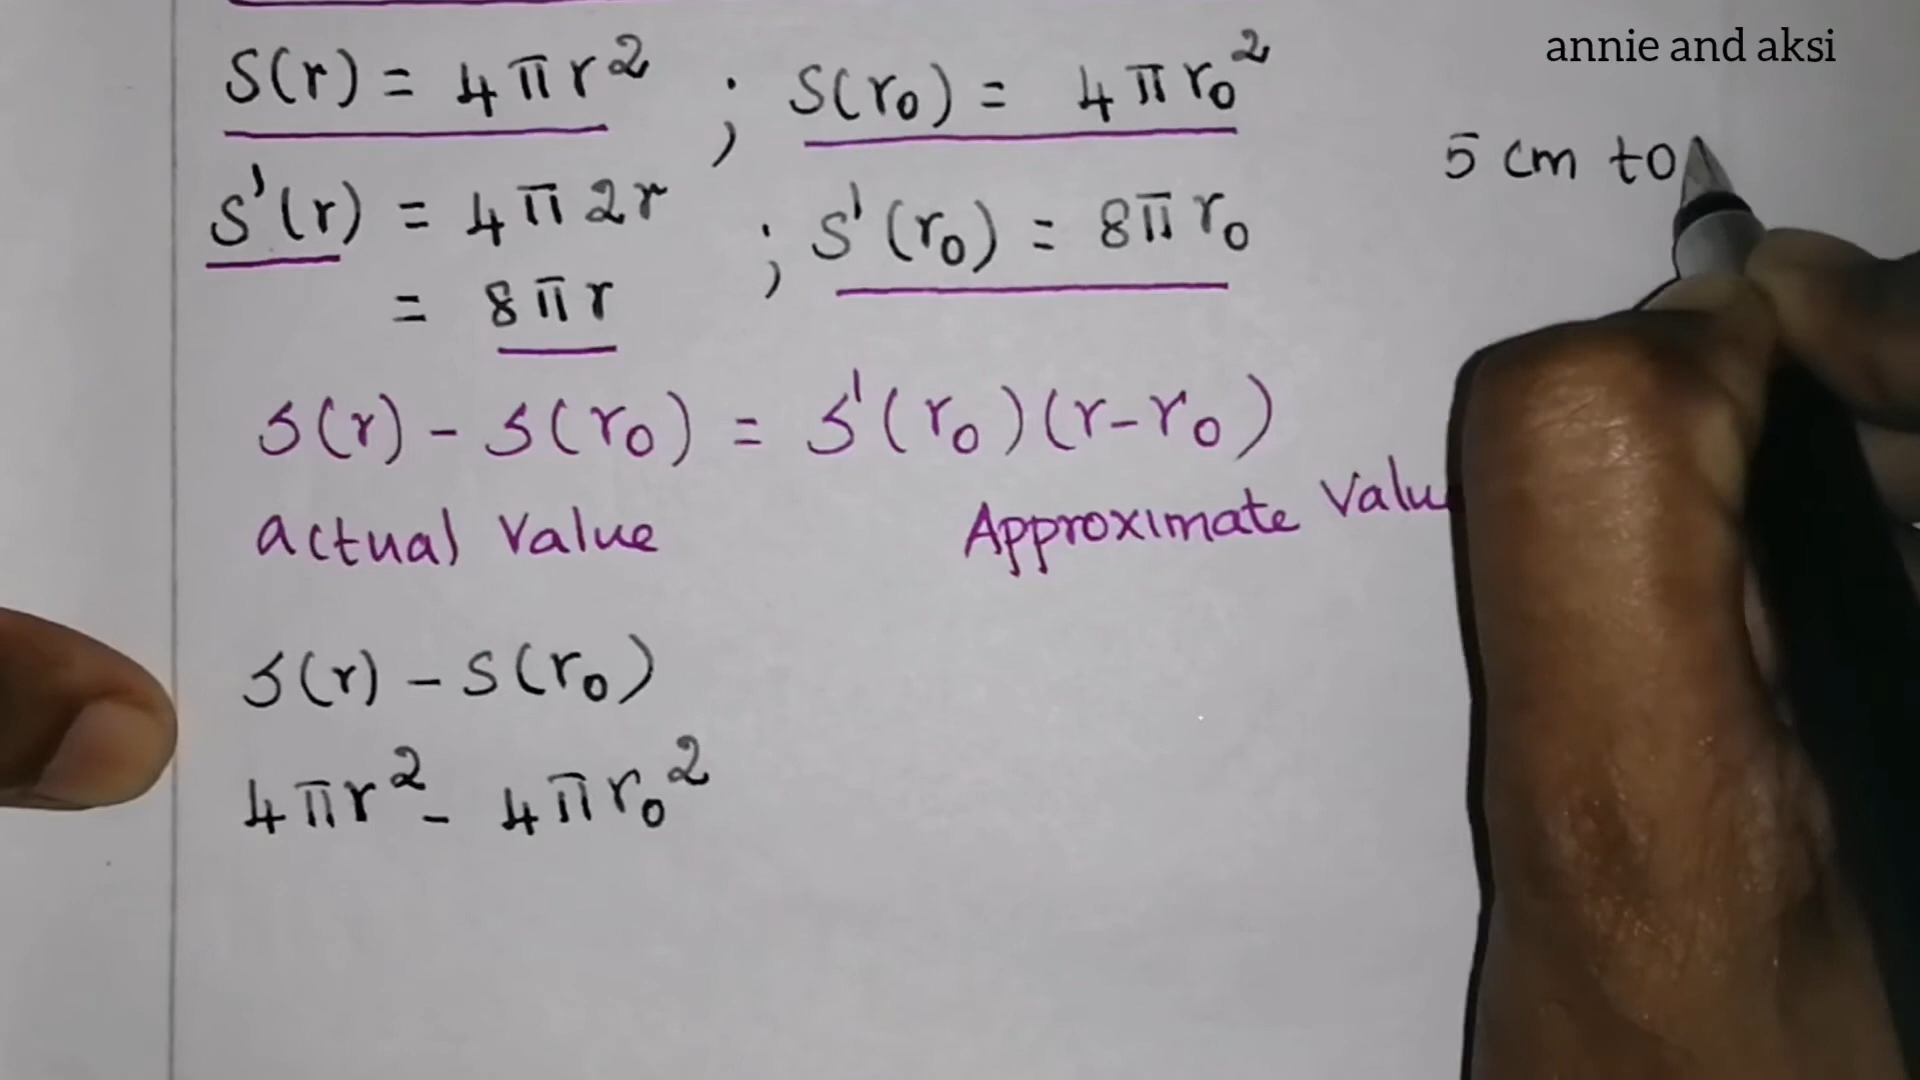 annie and aksi
S(r) = 4πr² ; S(r₀) = 4πr₀²
5 cm to
S'(r) = 4π2r ; S'(r₀) = 8πr₀
= 8πr
S(r) - S(r₀) = S'(r₀)(r-r₀)
actual value Approximate Valu
S(r) - S(r₀)
4πr² - 4πr₀²